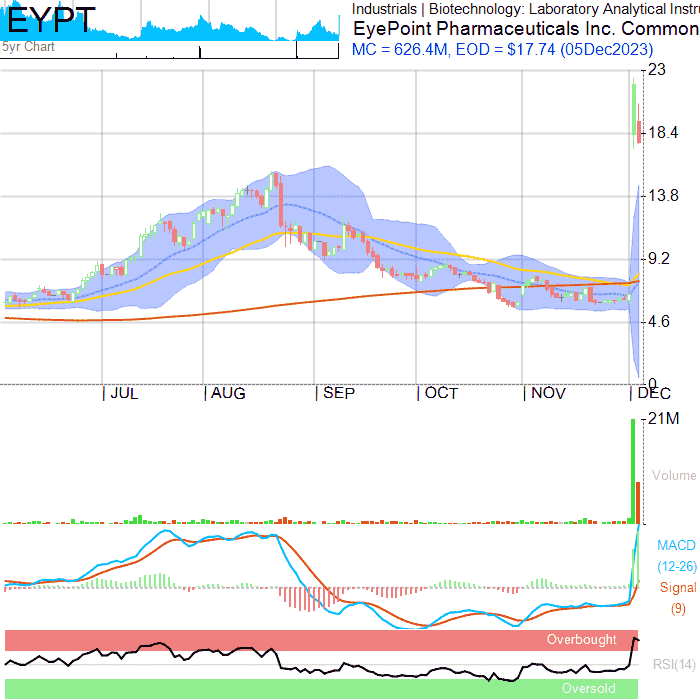 EYPT
5yr Chart
Industrials | Biotechnology: Laboratory Analytical Instru
EyePoint Pharmaceuticals Inc. Common
MC = 626.4M, EOD = $17.74 (05Dec2023)
23
18.4
13.8
9.2
4.6
0
JUL AUG SEP OCT NOV DEC
21M
Volume
MACD
(12-26)
Signal
(9)
Overbought
RSI(14)
Oversold